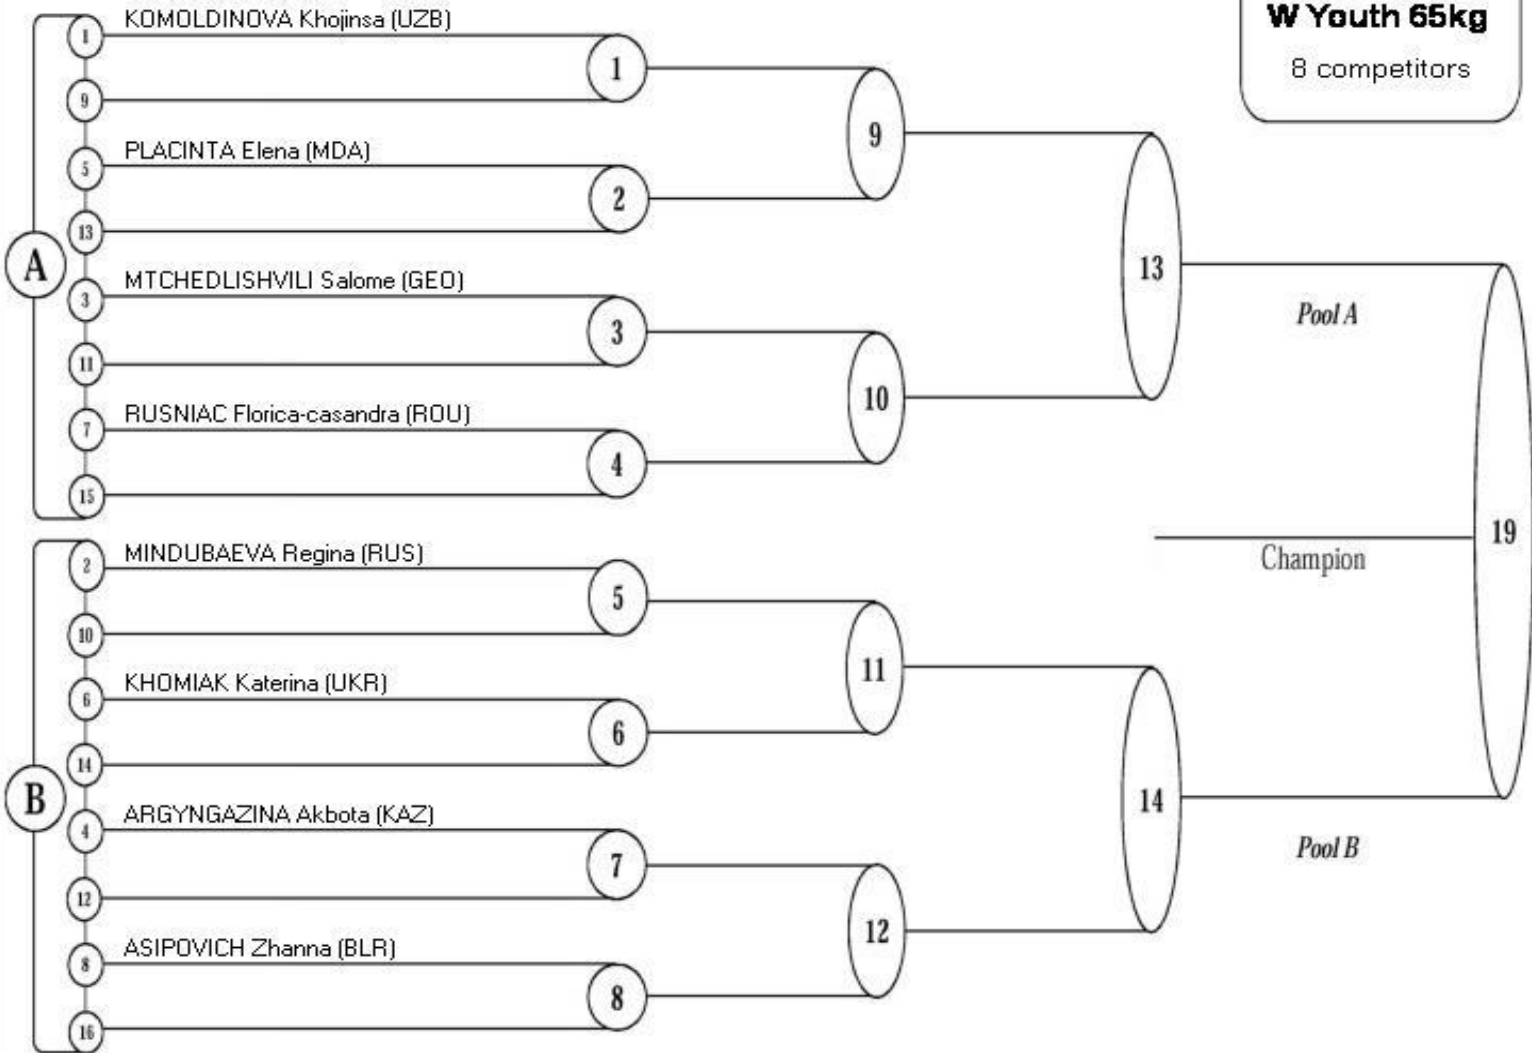 W Youth 65kg
8 competitors
A
1
KOMOLDINOVA Khojinsa (UZB)
9
1
5
PLACINTA Elena (MDA)
13
2
9
3
MTCHEDLISHVILI Salome (GEO)
11
3
7
RUSNIAC Florica-casandra (ROU)
15
4
10
13
Pool A
B
2
MINDUBAEVA Regina (RUS)
10
5
6
KHOMIAK Katerina (UKR)
14
6
11
4
ARGYNGAZINA Akbota (KAZ)
12
7
8
ASIPOVICH Zhanna (BLR)
16
8
12
14
Pool B
19
Champion